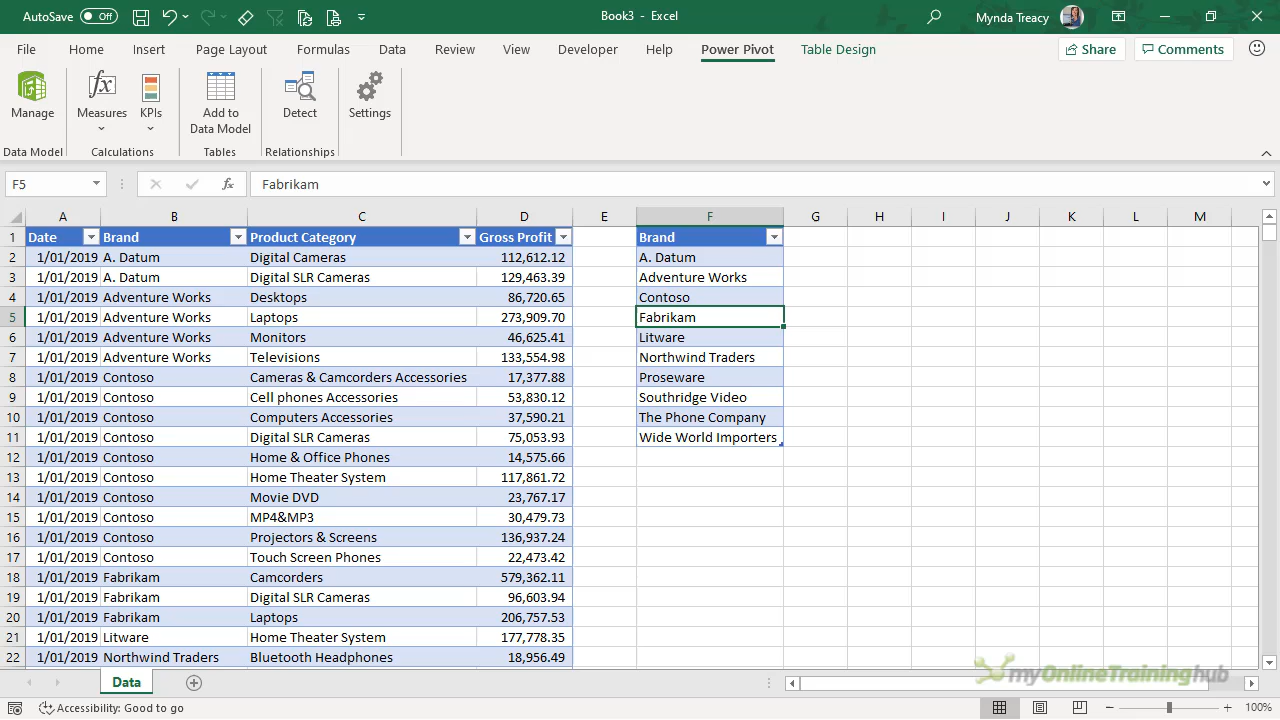 AutoSave Off Book3 - Excel Mynda Treacy
File Home Insert Page Layout Formulas Data Review View Developer Help Power Pivot Table Design Share Comments
Manage Measures KPIs Add to Data Model Detect Settings
Data Model Calculations Tables Relationships
F5 fx Fabrikam
A B C D E F G H I J K L M
1 Date Brand Product Category Gross Profit Brand
2 1/01/2019 A. Datum Digital Cameras 112,612.12 A. Datum
3 1/01/2019 A. Datum Digital SLR Cameras 129,463.39 Adventure Works
4 1/01/2019 Adventure Works Desktops 86,720.65 Contoso
5 1/01/2019 Adventure Works Laptops 273,909.70 Fabrikam
6 1/01/2019 Adventure Works Monitors 46,625.41 Litware
7 1/01/2019 Adventure Works Televisions 133,554.98 Northwind Traders
8 1/01/2019 Contoso Cameras & Camcorders Accessories 17,377.88 Proseware
9 1/01/2019 Contoso Cell phones Accessories 53,830.12 Southridge Video
10 1/01/2019 Contoso Computers Accessories 37,590.21 The Phone Company
11 1/01/2019 Contoso Digital SLR Cameras 75,053.93 Wide World Importers
12 1/01/2019 Contoso Home & Office Phones 14,575.66
13 1/01/2019 Contoso Home Theater System 117,861.72
14 1/01/2019 Contoso Movie DVD 23,767.17
15 1/01/2019 Contoso MP4&MP3 30,479.73
16 1/01/2019 Contoso Projectors & Screens 136,937.24
17 1/01/2019 Contoso Touch Screen Phones 22,473.42
18 1/01/2019 Fabrikam Camcorders 579,362.11
19 1/01/2019 Fabrikam Digital SLR Cameras 96,603.94
20 1/01/2019 Fabrikam Laptops 206,757.53
21 1/01/2019 Litware Home Theater System 177,778.35
22 1/01/2019 Northwind Traders Bluetooth Headphones 18,956.49
Data myOnlineTraininghub
Accessibility: Good to go 100%